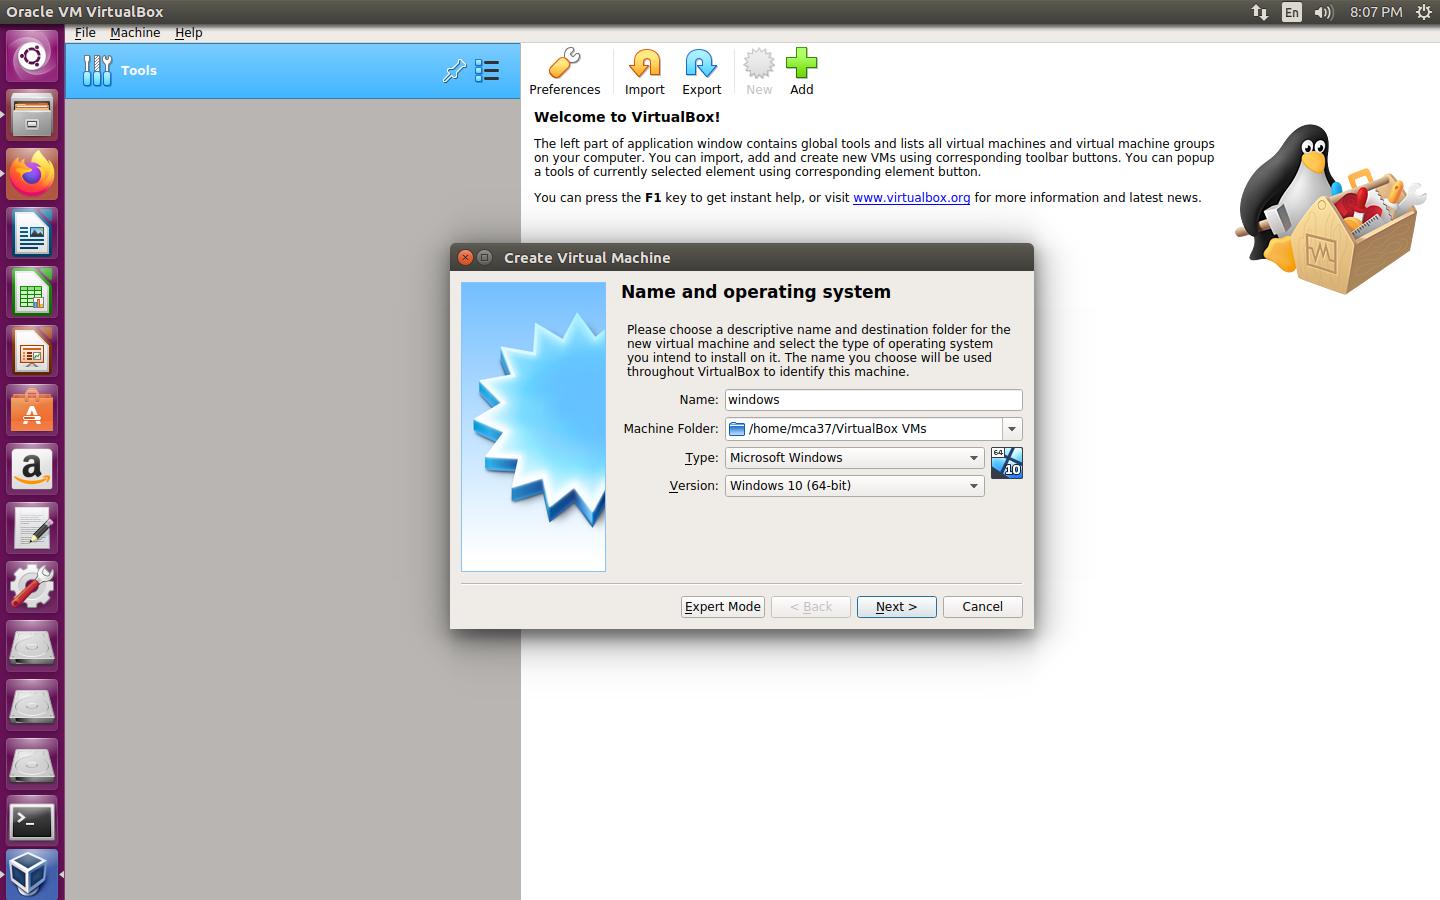 Oracle VM VirtualBox
En
8:07 PM
File Machine Help
Tools
Preferences
Import
Export
New
Add
Welcome to VirtualBox!
The left part of application window contains global tools and lists all virtual machines and virtual machine groups
on your computer. You can import, add and create new VMs using corresponding toolbar buttons. You can popup
a tools of currently selected element using corresponding element button.
You can press the F1 key to get instant help, or visit www.virtualbox.org for more information and latest news.
Create Virtual Machine
Name and operating system
Please choose a descriptive name and destination folder for the
new virtual machine and select the type of operating system
you intend to install on it. The name you choose will be used
throughout VirtualBox to identify this machine.
Name: windows
Machine Folder: /home/mca37/VirtualBox VMs
Type: Microsoft Windows
64
10
Version: Windows 10 (64-bit)
Expert Mode
< Back
Next >
Cancel